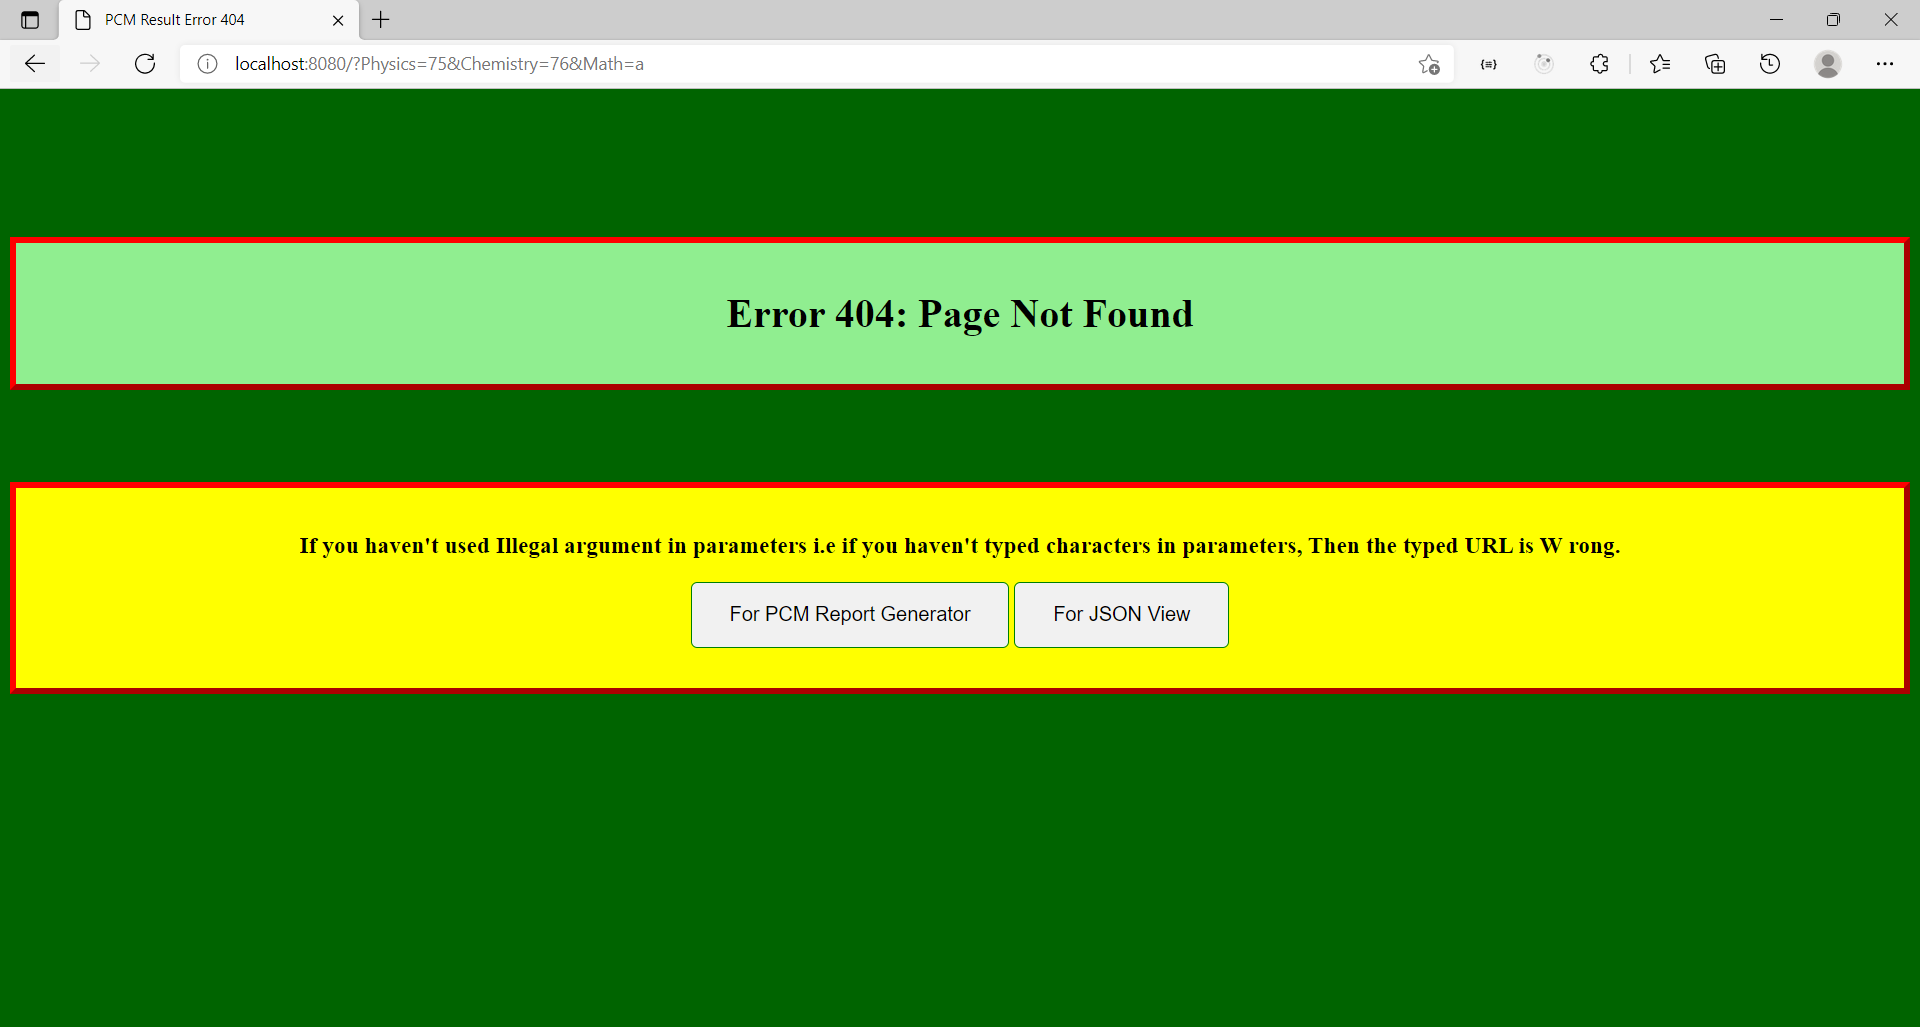 PCM Result Error 404
localhost:8080/?Physics=75&Chemistry=76&Math=a
Error 404: Page Not Found
If you haven't used Illegal argument in parameters i.e if you haven't typed characters in parameters, Then the typed URL is W rong.
For PCM Report Generator For JSON View